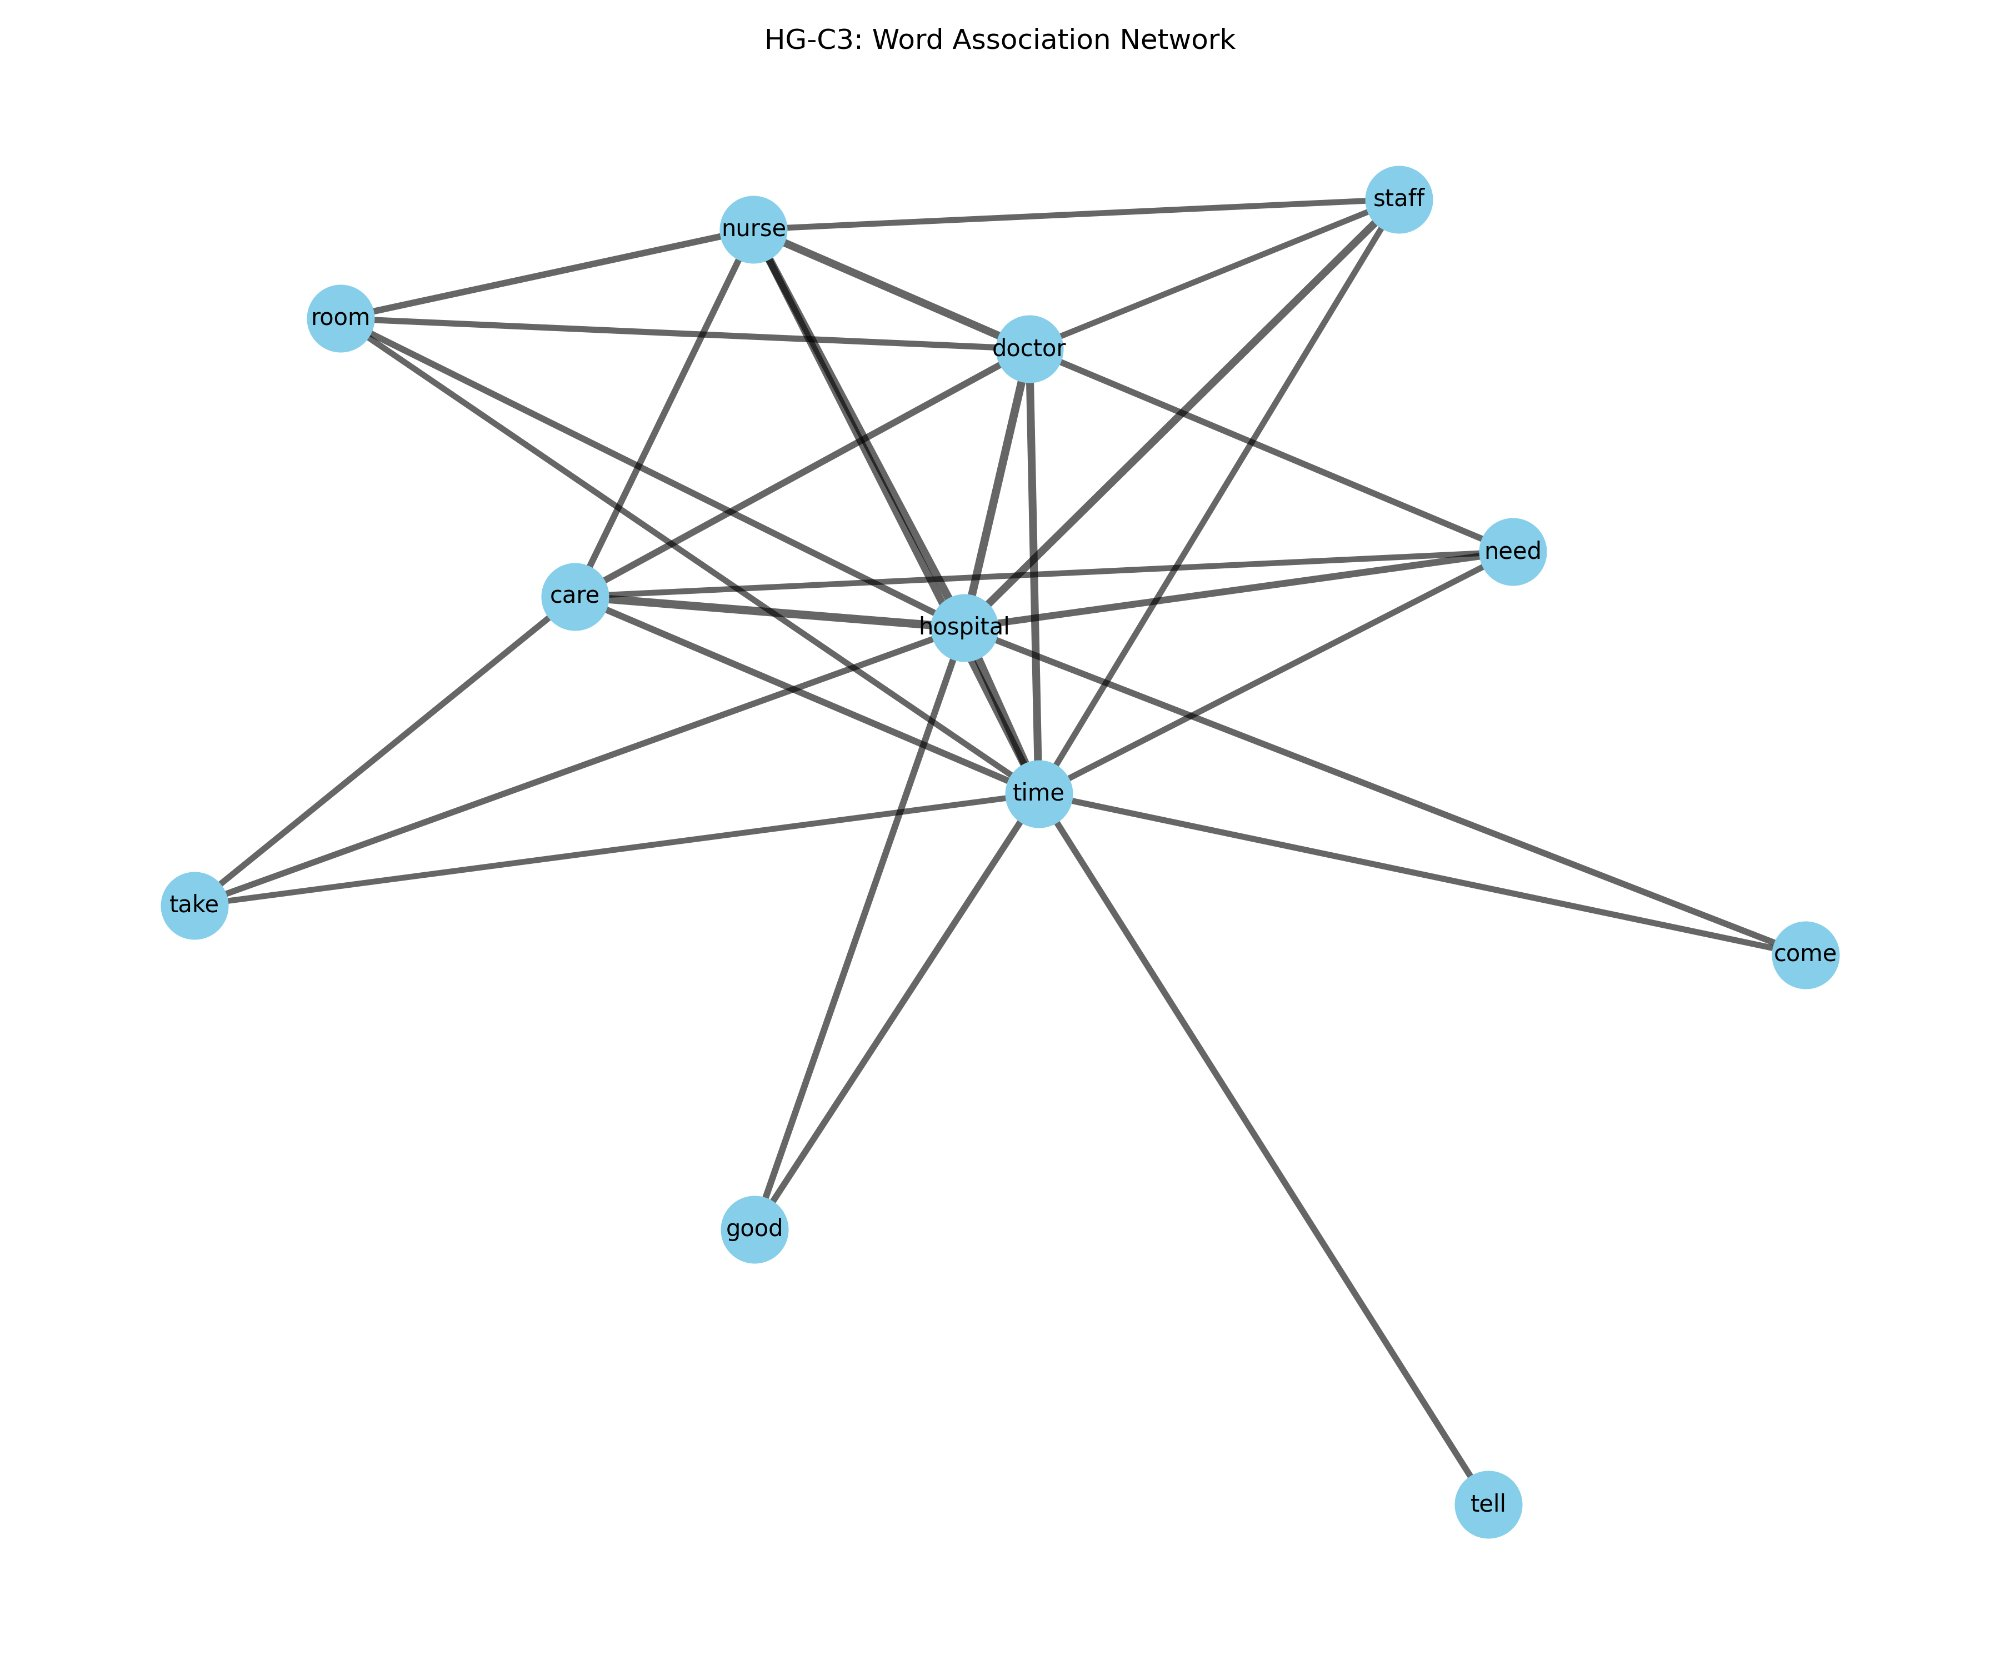 HG-C3: Word Association Network
staff
nurse
room
doctor
need
care
hospital
time
take
come
good
tell